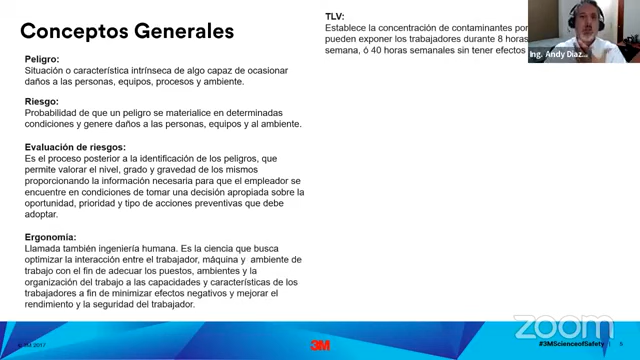 Conceptos Generales
Peligro:
Situación o característica intrínseca de algo capaz de ocasionar
daños a las personas, equipos, procesos y ambiente.
Riesgo:
Probabilidad de que un peligro se materialice en determinadas
condiciones y genere daños a las personas, equipos y al ambiente.
Evaluación de riesgos:
Es el proceso posterior a la identificación de los peligros, que
permite valorar el nivel, grado y gravedad de los mismos
proporcionando la información necesaria para que el empleador se
encuentre en condiciones de tomar una decisión apropiada sobre la
oportunidad, prioridad y tipo de acciones preventivas que debe
adoptar.
Ergonomía:
Llamada también ingeniería humana. Es la ciencia que busca
optimizar la interacción entre el trabajador, máquina y ambiente de
trabajo con el fin de adecuar los puestos, ambientes y la
organización del trabajo a las capacidades y características de los
trabajadores a fin de minimizar efectos negativos y mejorar el
rendimiento y la seguridad del trabajador.
TLV:
Establece la concentración de contaminantes por
pueden exponer los trabajadores durante 8 horas
semana, ó 40 horas semanales sin tener efectos
Ing. Andy Diaz...
zoom
© 3M 2017
3M
#3MScienceofSafety | 5